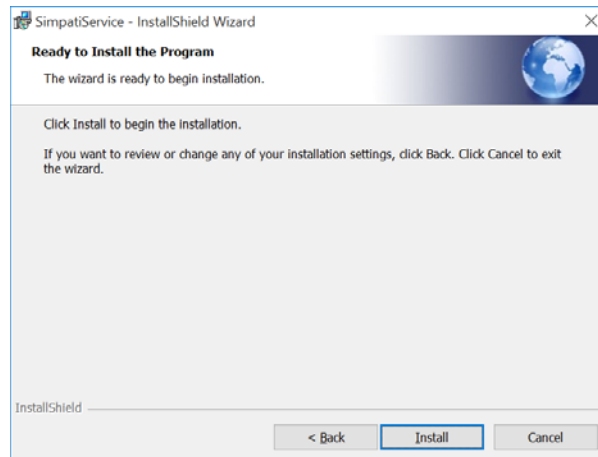 SimpatiService - InstallShield Wizard
Ready to Install the Program
The wizard is ready to begin installation.
Click Install to begin the installation.
If you want to review or change any of your installation settings, click Back. Click Cancel to exit
the wizard.
InstallShield
< Back Install Cancel